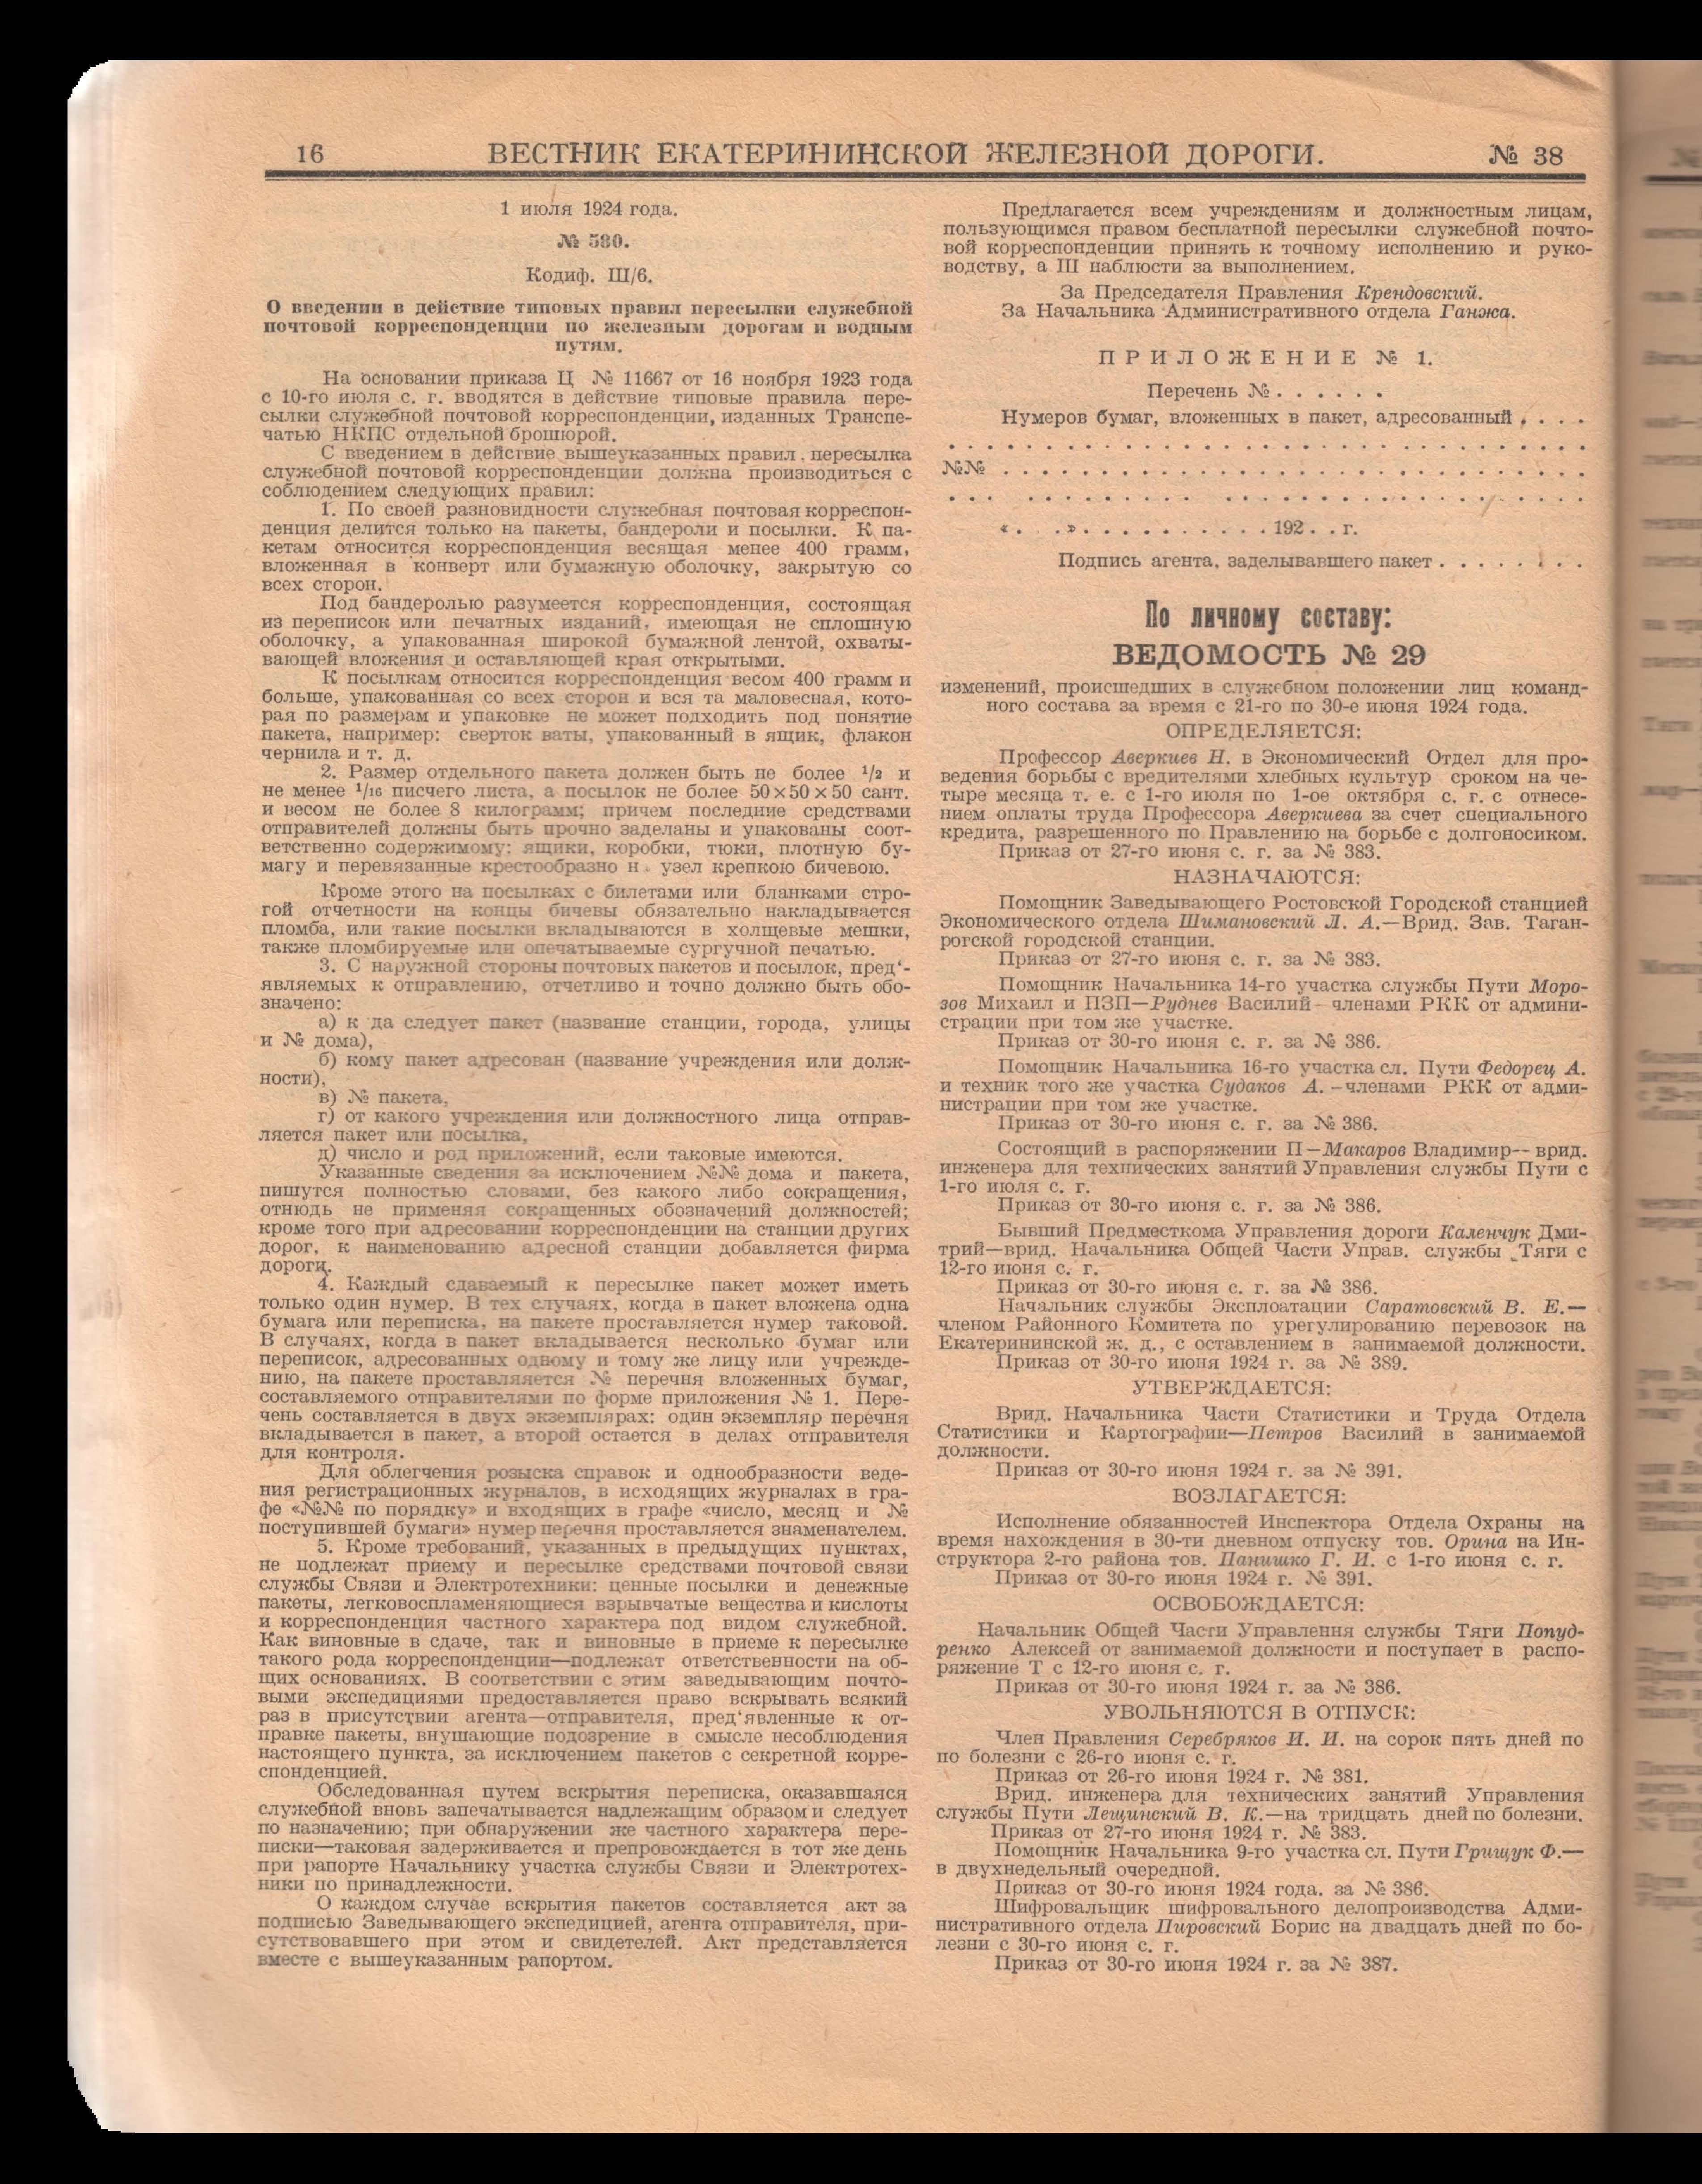 16 ВЕСТНИК ЕКАТЕРИНИНСКОЙ ЖЕЛЕЗНОЙ ДОРОГИ. № 38
1 июля 1924 года.
№ 580.
Кодиф. III/6.
О введении в действие типовых правил пересылки служебной
почтовой корреспонденции по железным дорогам и водным
путям.
На основании приказа Ц № 11667 от 16 ноября 1923 года
с 10-го июля с. г. вводятся в действие типовые правила пере-
сылки служебной почтовой корреспонденции, изданных Транспе-
чатью НКПС отдельной брошюрой.
С введением в действие вышеуказанных правил, пересылка
служебной почтовой корреспонденции должна производиться с
соблюдением следующих правил:
1. По своей разновидности служебная почтовая корреспон-
денция делится только на пакеты, бандероли и посылки. К па-
кетам относится корреспонденция весящая менее 400 грамм,
вложенная в конверт или бумажную оболочку, закрытую со
всех сторон.
Под бандеролью разумеется корреспонденция, состоящая
из переписок или печатных изданий, имеющая не сплошную
оболочку, а упакованная широкой бумажной лентой, охваты-
вающей вложения и оставляющей края открытыми.
К посылкам относится корреспонденция весом 400 грамм и
больше, упакованная со всех сторон и вся та маловесная, кото-
рая по размерам и упаковке не может подходить под понятие
пакета, например: сверток ваты, упакованный в ящик, флакон
чернила и т. д.
2. Размер отдельного пакета должен быть не более 1/2 и
не менее 1/16 писчего листа, а посылок не более 50×50×50 сант.
и весом не более 8 килограмм; причем последние средствами
отправителей должны быть прочно заделаны и упакованы соот-
ветственно содержимому: ящики, коробки, тюки, плотную бу-
магу и перевязанные крестообразно н. узел крепкою бичевою.
Кроме этого на посылках с билетами или бланками стро-
гой отчетности на концы бичевы обязательно накладывается
пломба, или такие посылки вкладываются в холщевые мешки,
также пломбируемые или опечатываемые сургучной печатью.
3. С наружной стороны почтовых пакетов и посылок, пред‘-
являемых к отправлению, отчетливо и точно должно быть обо-
значено:
а) к да следует пакет (название станции, города, улицы
и № дома),
б) кому пакет адресован (название учреждения или долж-
ности),
в) № пакета,
г) от какого учреждения или должностного лица отправ-
ляется пакет или посылка,
д) число и род приложений, если таковые имеются.
Указанные сведения за исключением №№ дома и пакета,
пишутся полностью словами, без какого либо сокращения,
отнюдь не применяя сокращенных обозначений должностей;
кроме того при адресовании корреспонденции на станции других
дорог, к наименованию адресной станции добавляется фирма
дороги.
4. Каждый сдаваемый к пересылке пакет может иметь
только один нумер. В тех случаях, когда в пакет вложена одна
бумага или переписка, на пакете проставляется нумер таковой.
В случаях, когда в пакет вкладывается несколько бумаг или
переписок, адресованных одному и тому же лицу или учрежде-
нию, на пакете проставляется № перечня вложенных бумаг,
составляемого отправителями по форме приложения № 1. Пере-
чень составляется в двух экземплярах: один экземпляр перечня
вкладывается в пакет, а второй остается в делах отправителя
для контроля.
Для облегчения розыска справок и однообразности веде-
ния регистрационных журналов, в исходящих журналах в гра-
фе «№№ по порядку» и входящих в графе «число, месяц и №
поступившей бумаги» нумер перечня проставляется знаменателем.
5. Кроме требований, указанных в предыдущих пунктах,
не подлежат приему и пересылке средствами почтовой связи
службы Связи и Электротехники: ценные посылки и денежные
пакеты, легковоспламеняющиеся взрывчатые вещества и кислоты
и корреспонденция частного характера под видом служебной.
Как виновные в сдаче, так и виновные в приеме к пересылке
такого рода корреспонденции—подлежат ответственности на об-
щих основаниях. В соответствии с этим заведывающим почто-
выми экспедициями предоставляется право вскрывать всякий
раз в присутствии агента—отправителя, пред‘явленные к от-
правке пакеты, внушающие подозрение в смысле несоблюдения
настоящего пункта, за исключением пакетов с секретной корре-
спонденцией.
Обследованная путем вскрытия переписка, оказавшаяся
служебной вновь запечатывается надлежащим образом и следует
по назначению; при обнаружении же частного характера пере-
писки—таковая задерживается и препровождается в тот же день
при рапорте Начальнику участка службы Связи и Электротех-
ники по принадлежности.
О каждом случае вскрытия пакетов составляется акт за
подписью Заведывающего экспедицией, агента отправителя, при-
сутствовавшего при этом и свидетелей. Акт представляется
вместе с вышеуказанным рапортом.
Предлагается всем учреждениям и должностным лицам,
пользующимся правом бесплатной пересылки служебной почто-
вой корреспонденции принять к точному исполнению и руко-
водству, а III наблюсти за выполнением.
За Председателя Правления Крендовский.
За Начальника Административного отдела Ганжа.
ПРИЛОЖЕНИЕ № 1.
Перечень № . . . . . .
Нумеров бумаг, вложенных в пакет, адресованный . . . .
. . . . . . . . . . . . . . . . . . . . . . . . . . . . . .
№№ . . . . . . . . . . . . . . . . . . . . . . . . . . . .
. . . . . . . . . . . . . . . . . . . . . . . . . . . . . .
« . . » . . . . . . . . . . 192 . . г.
Подпись агента, заделывавшего пакет . . . . . . . .
По личному составу:
ВЕДОМОСТЬ № 29
изменений, происшедших в служебном положении лиц команд-
ного состава за время с 21-го по 30-е июня 1924 года.
ОПРЕДЕЛЯЕТСЯ:
Профессор Аверкиев Н. в Экономический Отдел для про-
ведения борьбы с вредителями хлебных культур сроком на че-
тыре месяца т. е. с 1-го июля по 1-ое октября с. г. с отнесе-
нием оплаты труда Профессора Аверкиева за счет специального
кредита, разрешенного по Правлению на борьбе с долгоносиком.
Приказ от 27-го июня с. г. за № 383.
НАЗНАЧАЮТСЯ:
Помощник Заведывающего Ростовской Городской станцией
Экономического отдела Шимановский Л. А.—Врид. Зав. Таган-
рогской городской станции.
Приказ от 27-го июня с. г. за № 383.
Помощник Начальника 14-го участка службы Пути Моро-
зов Михаил и ПЗП—Руднев Василий—членами РКК от админи-
страции при том же участке.
Приказ от 30-го июня с. г. за № 386.
Помощник Начальника 16-го участка сл. Пути Федорец А.
и техник того же участка Судаков А. -членами РКК от адми-
нистрации при том же участке.
Приказ от 30-го июня с. г. за № 386.
Состоящий в распоряжении П—Макаров Владимир--врид.
инженера для технических занятий Управления службы Пути с
1-го июля с. г.
Приказ от 30-го июня с. г. за № 386.
Бывший Предместкома Управления дороги Каленчук Дми-
трий—врид. Начальника Общей Части Управ. службы Тяги с
12-го июня с. г.
Приказ от 30-го июня с. г. за № 386.
Начальник службы Эксплоатации Саратовский В. Е.—
членом Районного Комитета по урегулированию перевозок на
Екатерининской ж. д., с оставлением в занимаемой должности.
Приказ от 30-го июня 1924 г. за № 389.
УТВЕРЖДАЕТСЯ:
Врид. Начальника Части Статистики и Труда Отдела
Статистики и Картографии—Петров Василий в занимаемой
должности.
Приказ от 30-го июня 1924 г. за № 391.
ВОЗЛАГАЕТСЯ:
Исполнение обязанностей Инспектора Отдела Охраны на
время нахождения в 30-ти дневном отпуску тов. Орина на Ин-
структора 2-го района тов. Панишко Г. И. с 1-го июня с. г.
Приказ от 30-го июня 1924 г. № 391.
ОСВОБОЖДАЕТСЯ:
Начальник Общей Части Управления службы Тяги Попуд-
ренко Алексей от занимаемой должности и поступает в распо-
ряжение Т с 12-го июня с. г.
Приказ от 30-го июня 1924 г. за № 386.
УВОЛЬНЯЮТСЯ В ОТПУСК:
Член Правления Серебряков И. И. на сорок пять дней по
по болезни с 26-го июня с. г.
Приказ от 26-го июня 1924 г. № 381.
Врид. инженера для технических занятий Управления
службы Пути Лещинский В. К.—на тридцать дней по болезни.
Приказ от 27-го июня 1924 г. № 383.
Помощник Начальника 9-го участка сл. Пути Грищук Ф.—
в двухнедельный очередной.
Приказ от 30-го июня 1924 года. за № 386.
Шифровальщик шифровального делопроизводства Адми-
нистративного отдела Пировский Борис на двадцать дней по бо-
лезни с 30-го июня с. г.
Приказ от 30-го июня 1924 г. за № 387.